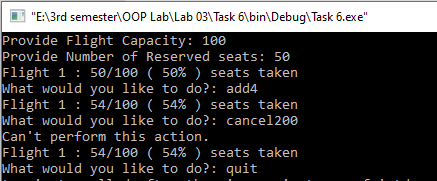 "E:\3rd semester\OOP Lab\Lab 03\Task 6\bin\Debug\Task 6.exe"
Provide Flight Capacity: 100
Provide Number of Reserved seats: 50
Flight 1 : 50/100 ( 50% ) seats taken
What would you like to do?: add4
Flight 1 : 54/100 ( 54% ) seats taken
What would you like to do?: cancel200
Can't perform this action.
Flight 1 : 54/100 ( 54% ) seats taken
What would you like to do?: quit